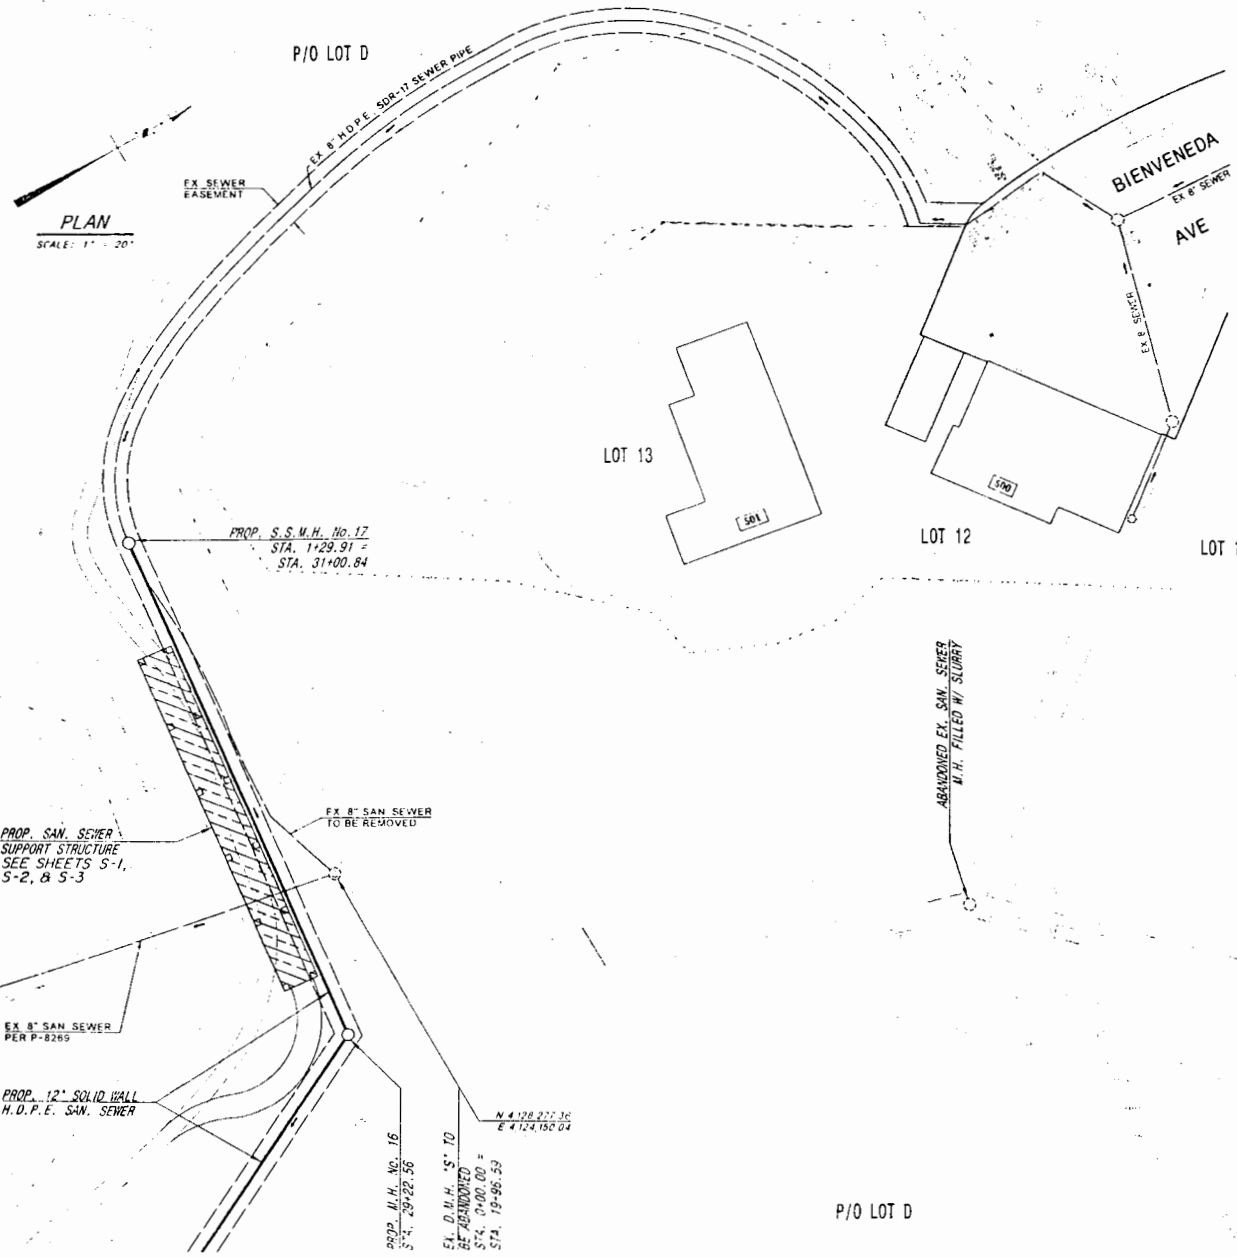 P/O LOT D
EX 8" H.D.P.E. SDR-17 SEWER PIPE
EX SEWER
EASEMENT
PLAN
SCALE: 1" = 20'
BIENVENEDA
AVE
EX 8" SEWER
EX 8 SEWER
LOT 13
501
500
LOT 12
LOT 1
PROP. S.S.M.H. No. 17
STA. 1+29.91 =
STA. 31+00.84
ABANDONED EX. SAN. SEWER
M.H. FILLED W/ SLURRY
EX 8" SAN SEWER
TO BE REMOVED
PROP. SAN. SEWER
SUPPORT STRUCTURE
SEE SHEETS S-1,
S-2, & S-3
EX 8" SAN SEWER
PER P-8269
PROP. 12" SOLID WALL
H.D.P.E. SAN. SEWER
PROP. M.H. NO. 16
STA. 29+22.56
EX. D.M.H. "S" TO
BE ABANDONED
STA. 0+00.00 =
STA. 19+96.59
N 4,128,277.36
E 4,124,150.04
P/O LOT D